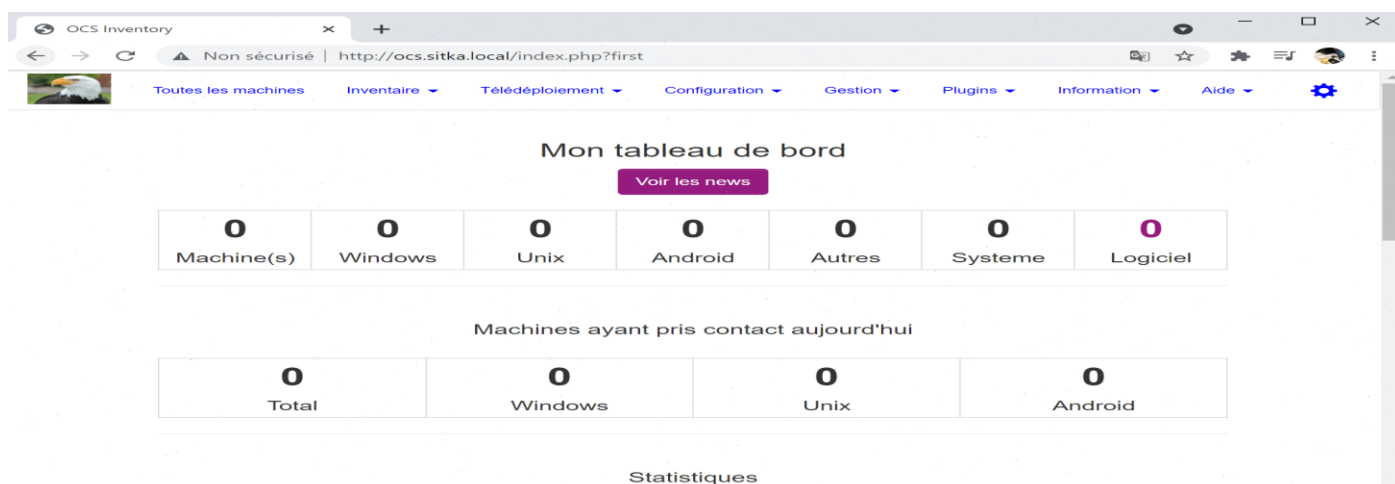 OCS Inventory
Non sécurisé | http://ocs.sitka.local/index.php?first
Toutes les machines Inventaire Télédéploiement Configuration Gestion Plugins Information Aide
Mon tableau de bord
Voir les news
0 0 0 0 0 0 0
Machine(s) Windows Unix Android Autres Systeme Logiciel
Machines ayant pris contact aujourd'hui
0 0 0 0
Total Windows Unix Android
Statistiques